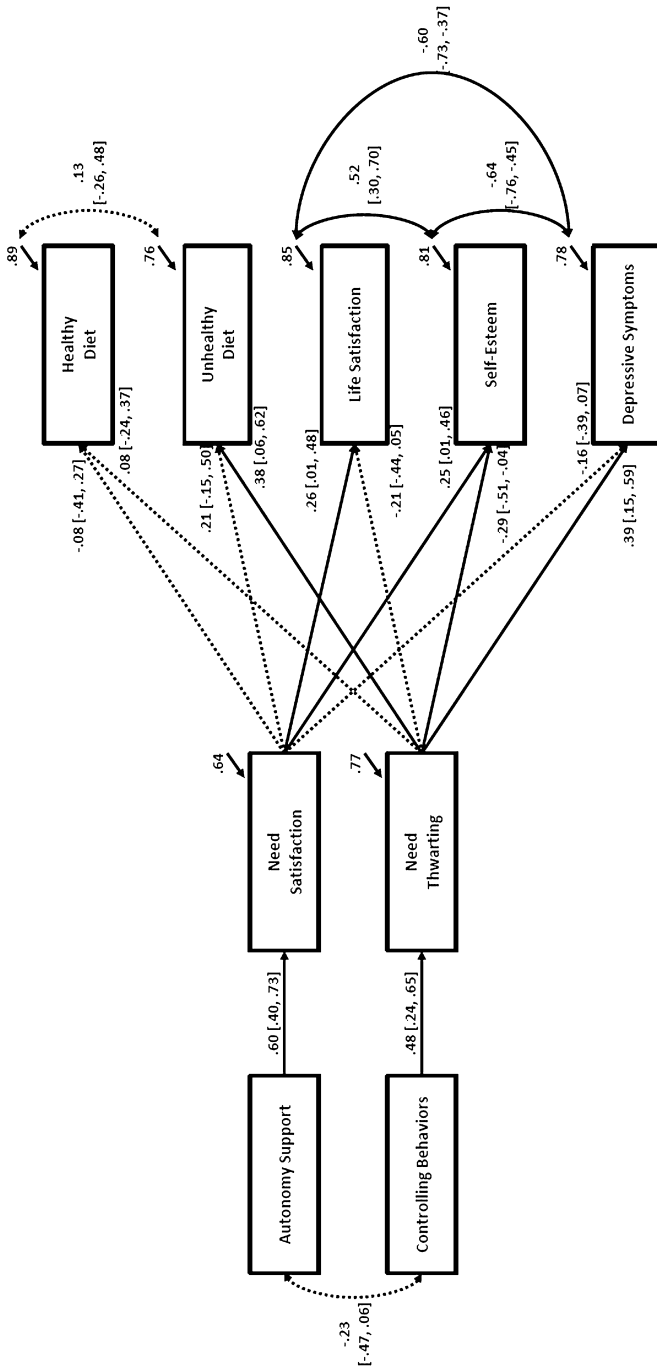 -.23
[-.47, .06]
Autonomy Support
Controlling Behaviors
.60 [.40, .73]
.48 [.24, .65]
.64
Need
Satisfaction
.77
Need
Thwarting
-.08 [-.41, .27]
.08 [-.24, .37]
.21 [-.15, .50]
.38 [.06, .62]
.26 [.01, .48]
-.21 [-.44, .05]
.25 [.01, .46]
-.29 [-.51, -.04]
-.16 [-.39, .07]
.39 [.15, .59]
.89
Healthy
Diet
.76
Unhealthy
Diet
.85
Life Satisfaction
.81
Self-Esteem
.78
Depressive Symptoms
.13
[-.26, .48]
.52
[.30, .70]
-.64
[-.76, -.45]
-.60
[-.73, -.37]